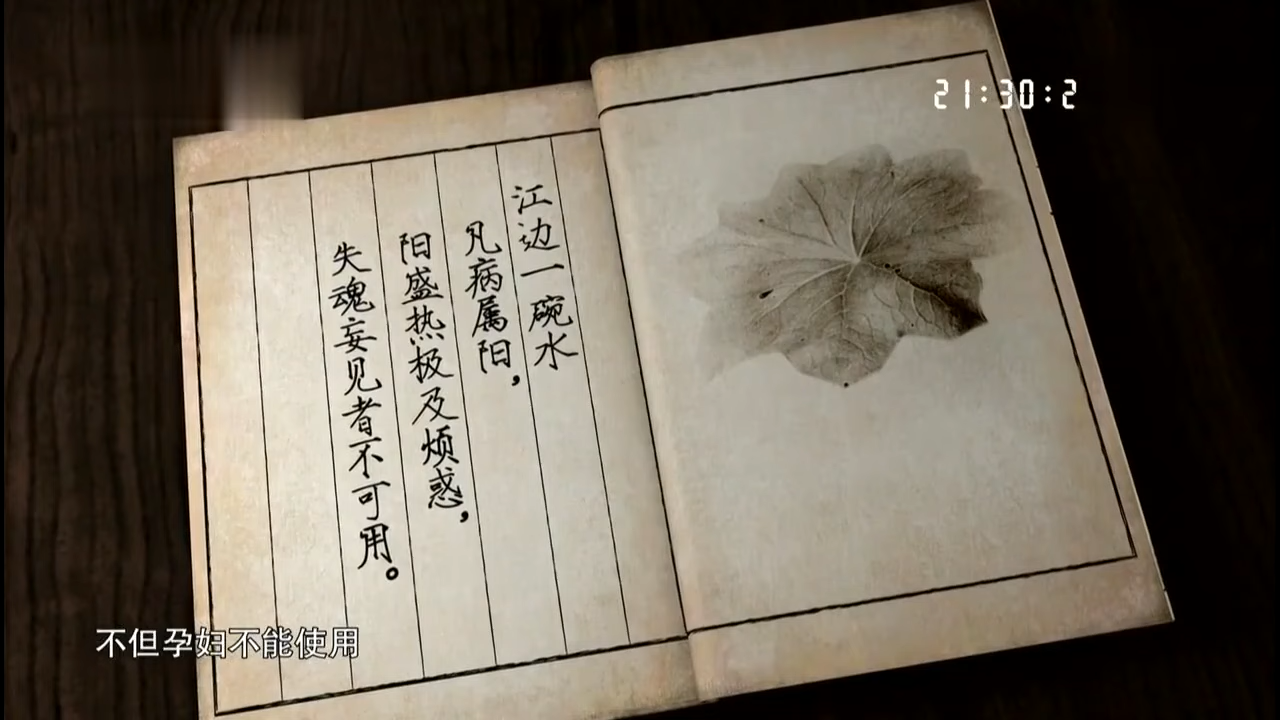 21:30:2
江边一碗水
凡病属阳，
阳盛热极及烦惑，
失魂妄见者不可用。
不但孕妇不能使用